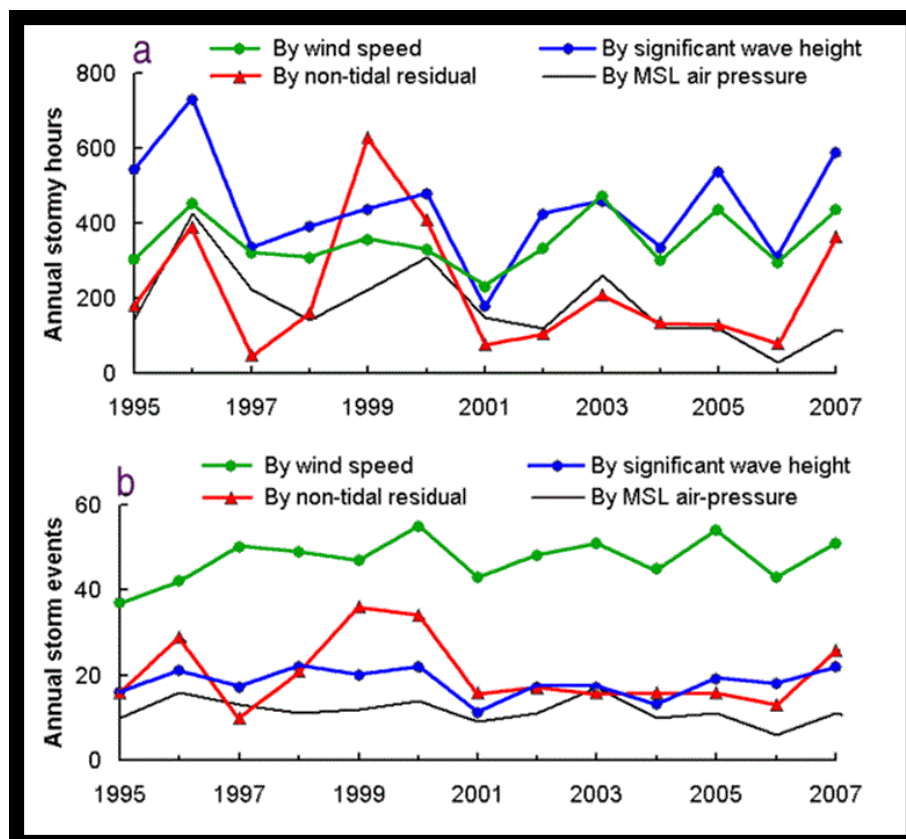 a
By wind speed
By significant wave height
By non-tidal residual
By MSL air pressure
Annual stormy hours
800
600
400
200
0
1995 1997 1999 2001 2003 2005 2007
b
By wind speed
By significant wave height
By non-tidal residual
By MSL air-pressure
Annual storm events
60
40
20
0
1995 1997 1999 2001 2003 2005 2007